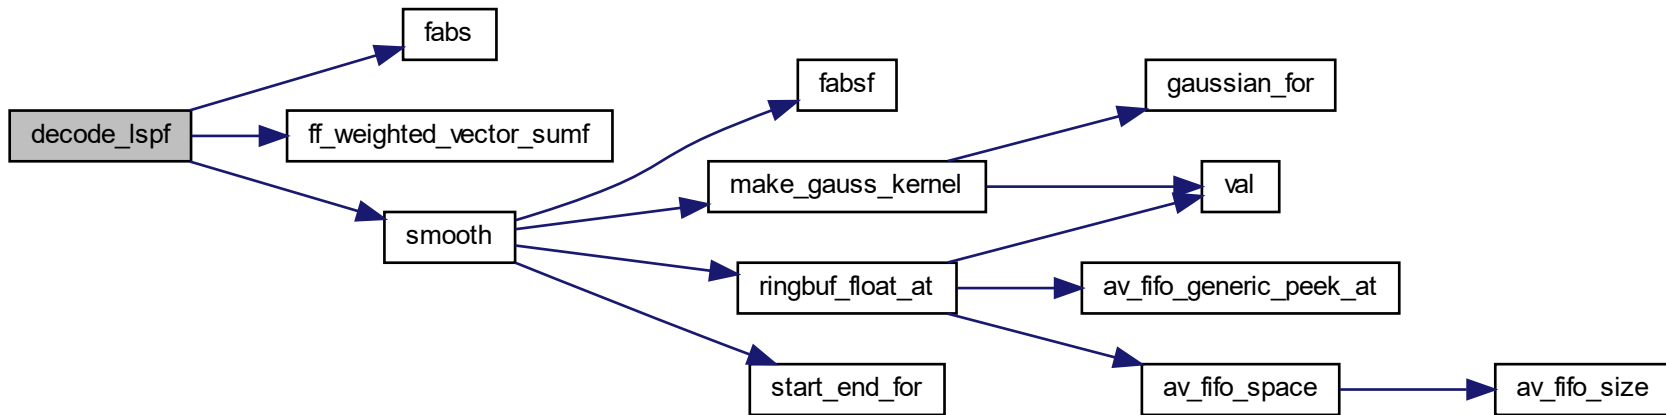 fabs
fabsf
gaussian_for
decode_lspf
ff_weighted_vector_sumf
make_gauss_kernel
val
smooth
ringbuf_float_at
av_fifo_generic_peek_at
start_end_for
av_fifo_space
av_fifo_size